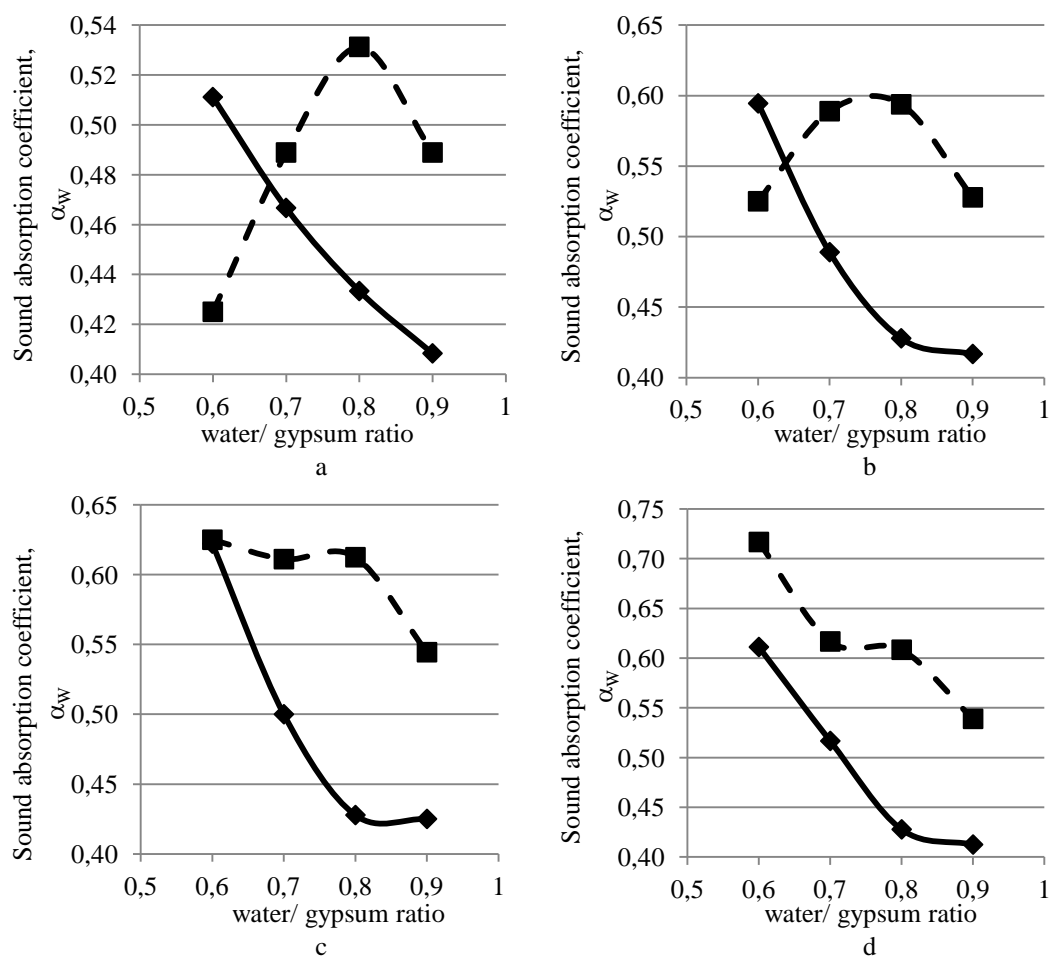 Sound absorption coefficient,
αW
0,54
0,52
0,50
0,48
0,46
0,44
0,42
0,40
0,5 0,6 0,7 0,8 0,9 1
water/ gypsum ratio
a
Sound absorption coefficient,
αW
0,65
0,60
0,55
0,50
0,45
0,40
0,5 0,6 0,7 0,8 0,9 1
water/ gypsum ratio
b
Sound absorption coefficient,
αW
0,65
0,60
0,55
0,50
0,45
0,40
0,5 0,6 0,7 0,8 0,9 1
water/ gypsum ratio
c
Sound absorption coefficient,
αW
0,75
0,70
0,65
0,60
0,55
0,50
0,45
0,40
0,5 0,6 0,7 0,8 0,9 1
water/ gypsum ratio
d